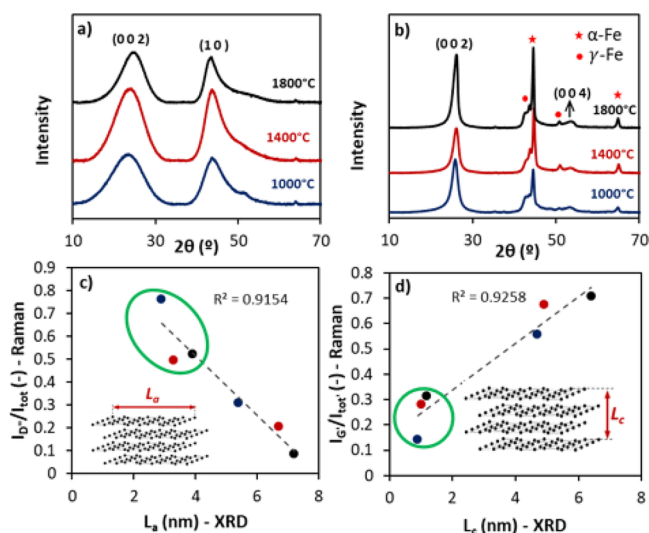 a)
(0 0 2)
(1 0)
1800°C
1400°C
1000°C
Intensity
10
30
50
70
2θ (º)
b)
(0 0 2)
★ α-Fe
● γ-Fe
(0 0 4)
1800°C
1400°C
1000°C
Intensity
10
30
50
70
2θ (º)
c)
R² = 0.9154
0.9
0.8
0.7
0.6
0.5
0.4
0.3
0.2
0.1
0
I_D''/I_tot (-) - Raman
L_a
0
2
4
6
8
L_a (nm) - XRD
d)
R² = 0.9258
0.8
0.7
0.6
0.5
0.4
0.3
0.2
0.1
0
I_G'/I_tot' (-) - Raman
L_c
0
2
4
6
8
L_c (nm) - XRD